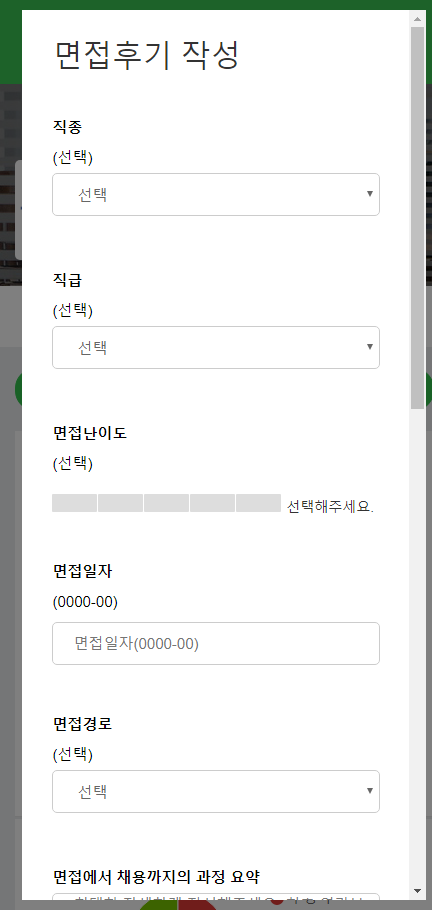 면접후기 작성
직종
(선택)
선택
직급
(선택)
선택
면접난이도
(선택)
선택해주세요.
면접일자
(0000-00)
면접일자(0000-00)
면접경로
(선택)
선택
면접에서 채용까지의 과정 요약